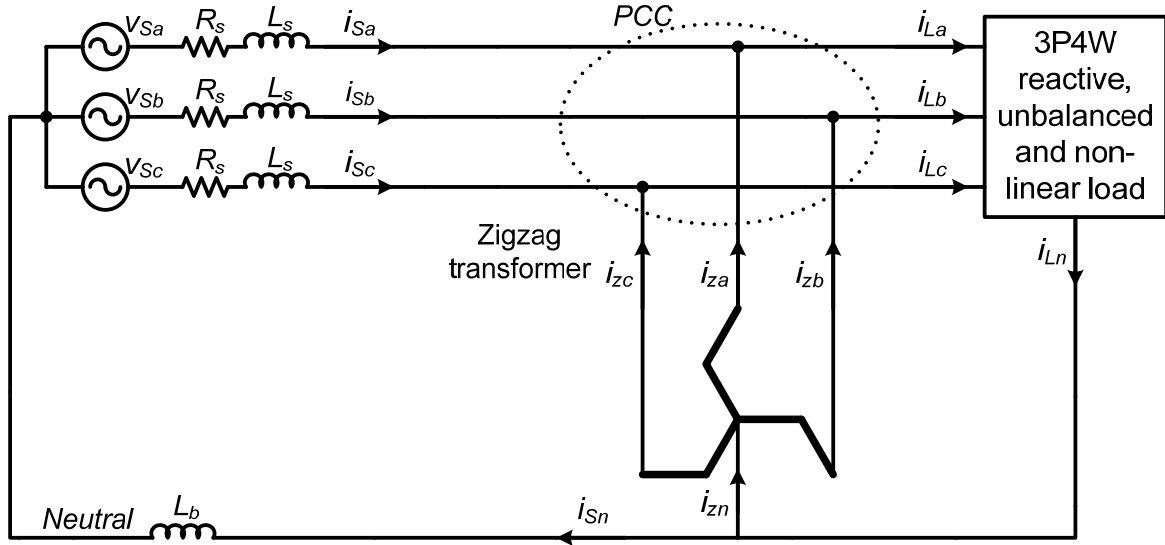 vSa
Rs
Ls
iSa
PCC
iLa
vSb
Rs
Ls
iSb
iLb
vSc
Rs
Ls
iSc
iLc
3P4W
reactive,
unbalanced
and non-
linear load
Zigzag
transformer
izc
iza
izb
iLn
izn
Neutral
Lb
iSn